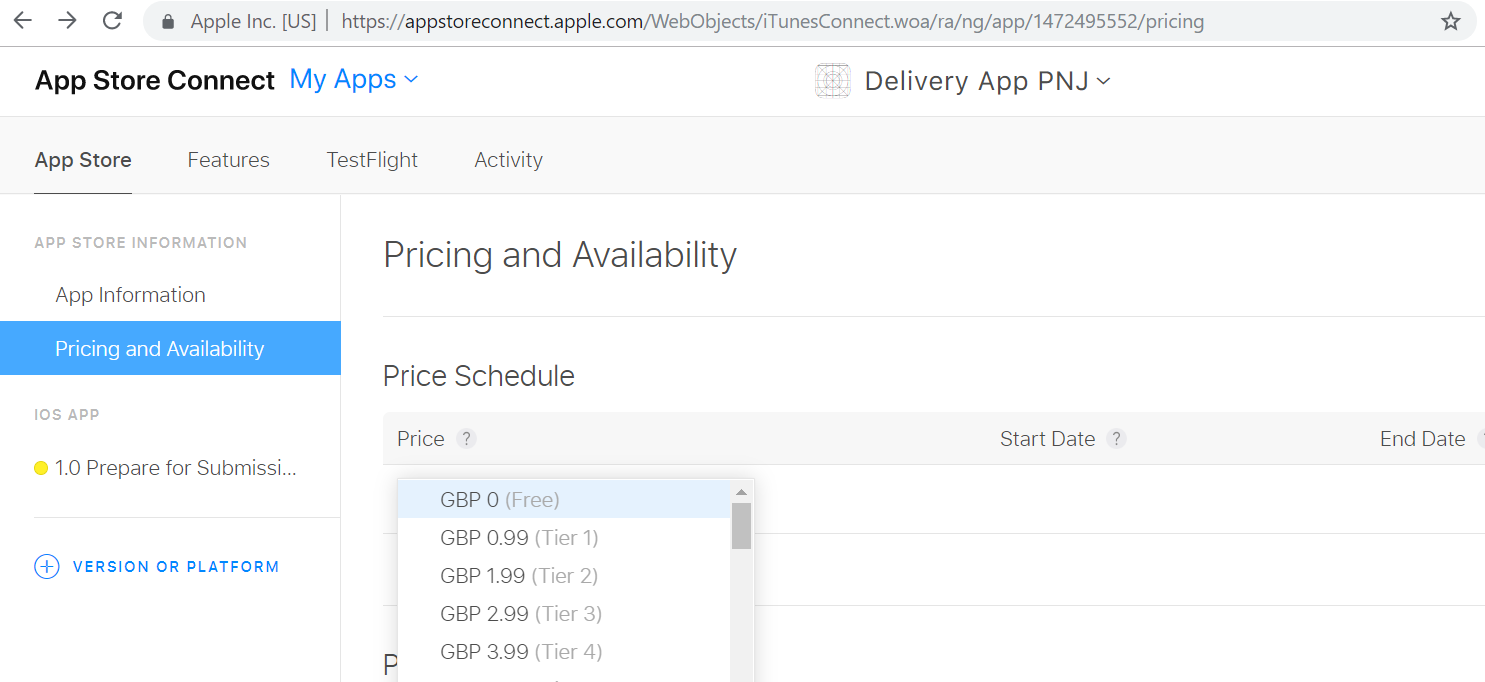 Apple Inc. [US] | https://appstoreconnect.apple.com/WebObjects/iTunesConnect.woa/ra/ng/app/1472495552/pricing
App Store Connect My Apps Delivery App PNJ
App Store Features TestFlight Activity
APP STORE INFORMATION
App Information
Pricing and Availability
IOS APP
1.0 Prepare for Submissi...
VERSION OR PLATFORM
Pricing and Availability
Price Schedule
Price ? Start Date ? End Date ?
GBP 0 (Free)
GBP 0.99 (Tier 1)
GBP 1.99 (Tier 2)
GBP 2.99 (Tier 3)
GBP 3.99 (Tier 4)